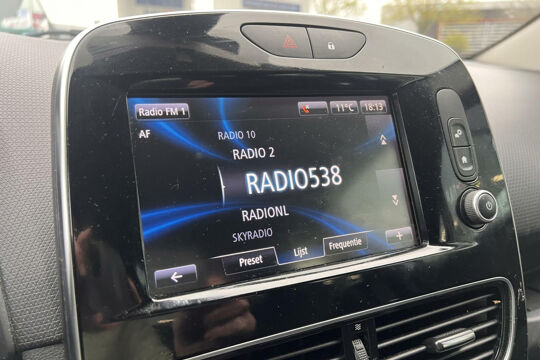 Radio FM 1
11°C
18:13
AF
RADIO 10
RADIO 2
RADIO538
RADIONL
SKYRADIO
Preset
Lijst
Frequentie